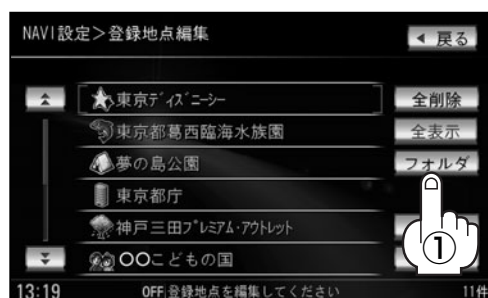 NAVI設定＞登録地点編集
◀ 戻る
東京ﾃﾞｨｽﾞﾆｰｼｰ
全削除
東京都葛西臨海水族園
全表示
夢の島公園
フォルダ
東京都庁
神戸三田ﾌﾟﾚﾐｱﾑ･ｱｳﾄﾚｯﾄ
①
〇〇こどもの国
13:19
OFF
登録地点を編集してください
11件